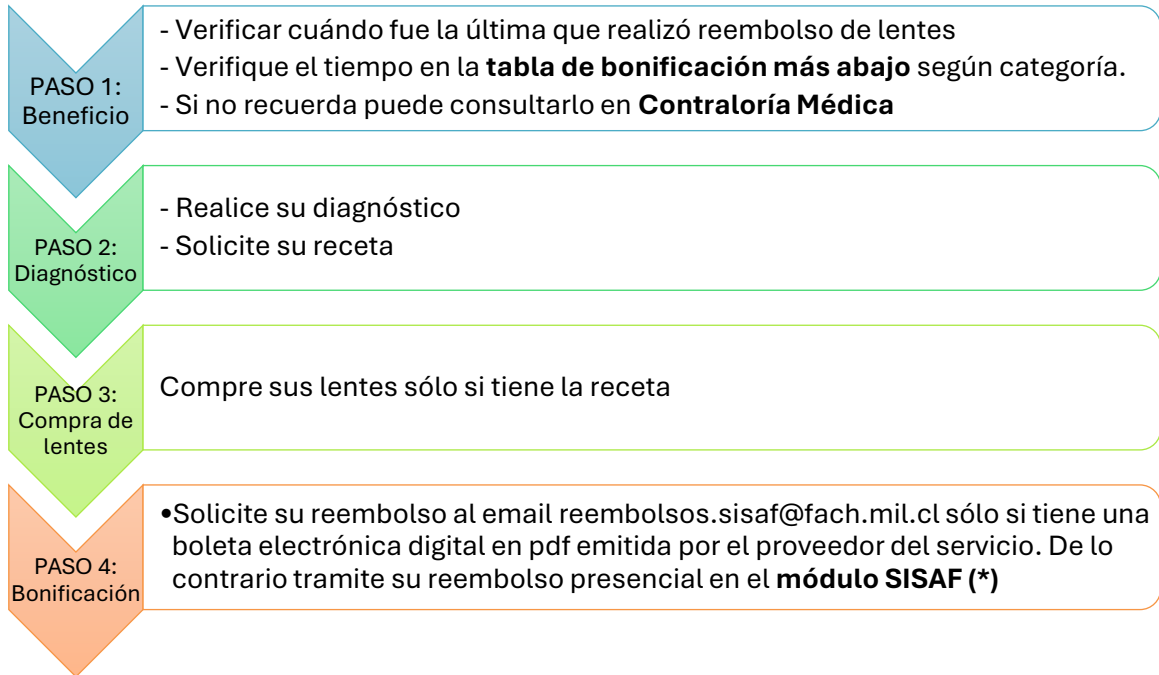 PASO 1:
Beneficio
- Verificar cuándo fue la última que realizó reembolso de lentes
- Verifique el tiempo en la tabla de bonificación más abajo según categoría.
- Si no recuerda puede consultarlo en Contraloría Médica
PASO 2:
Diagnóstico
- Realice su diagnóstico
- Solicite su receta
PASO 3:
Compra de
lentes
Compre sus lentes sólo si tiene la receta
PASO 4:
Bonificación
•Solicite su reembolso al email reembolsos.sisaf@fach.mil.cl sólo si tiene una
boleta electrónica digital en pdf emitida por el proveedor del servicio. De lo
contrario tramite su reembolso presencial en el módulo SISAF (*)